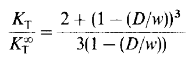 K_T / K_T^∞ = (2 + (1 − (D/w))³) / (3(1 − (D/w)))